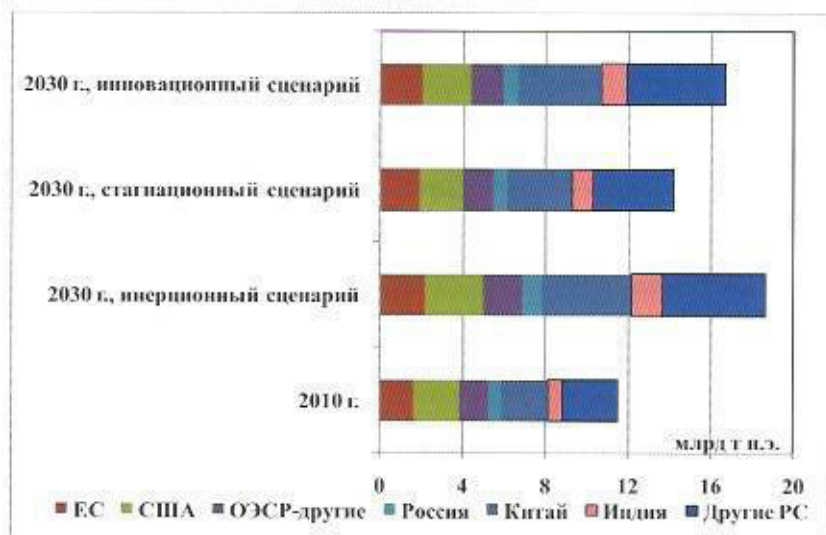 2030 г., инновационный сценарий
2030 г., стагнационный сценарий
2030 г., инерционный сценарий
2010 г.
млрд т н.э.
0 4 8 12 16 20
ЕС США ОЭСР-другие Россия Китай Индия Другие РС